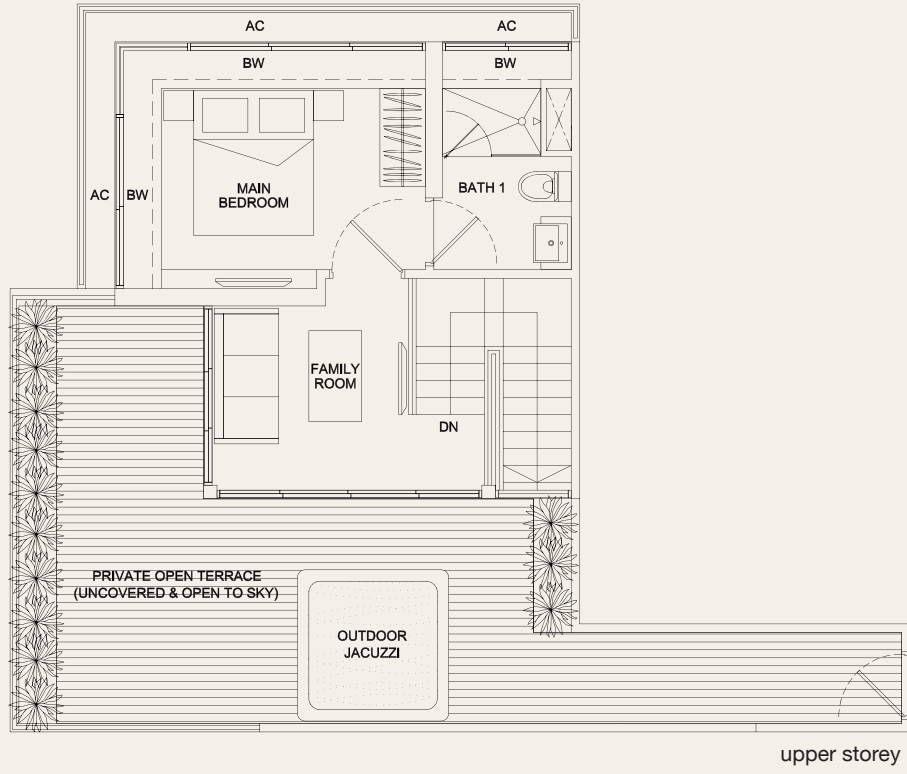 AC
AC
BW
BW
AC
BW
MAIN
BEDROOM
BATH 1
FAMILY
ROOM
DN
PRIVATE OPEN TERRACE
(UNCOVERED & OPEN TO SKY)
OUTDOOR
JACUZZI
upper storey